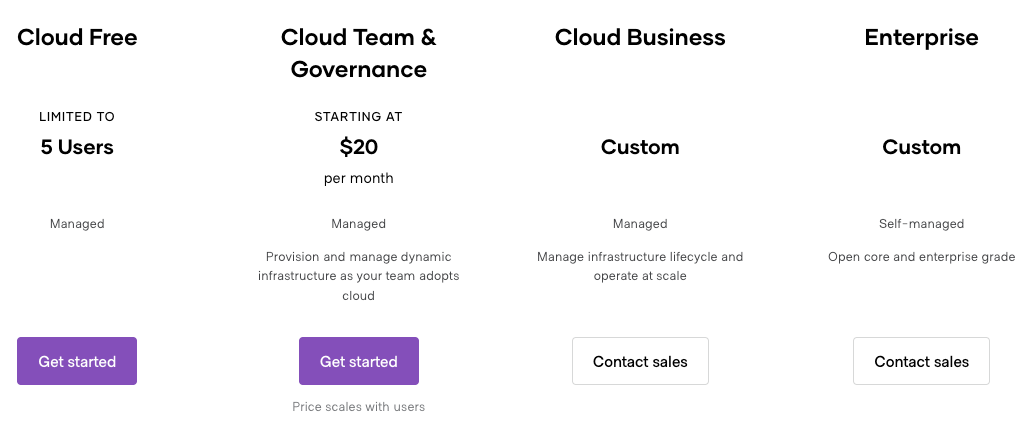 Cloud Free
LIMITED TO
5 Users
Managed
Get started
Cloud Team &
Governance
STARTING AT
$20
per month
Managed
Provision and manage dynamic
infrastructure as your team adopts
cloud
Get started
Price scales with users
Cloud Business
Custom
Managed
Manage infrastructure lifecycle and
operate at scale
Contact sales
Enterprise
Custom
Self-managed
Open core and enterprise grade
Contact sales